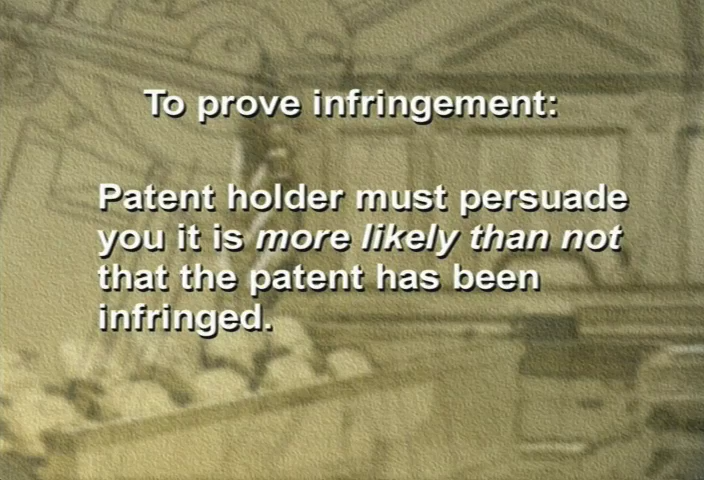 To prove infringement:
Patent holder must persuade
you it is more likely than not
that the patent has been
infringed.